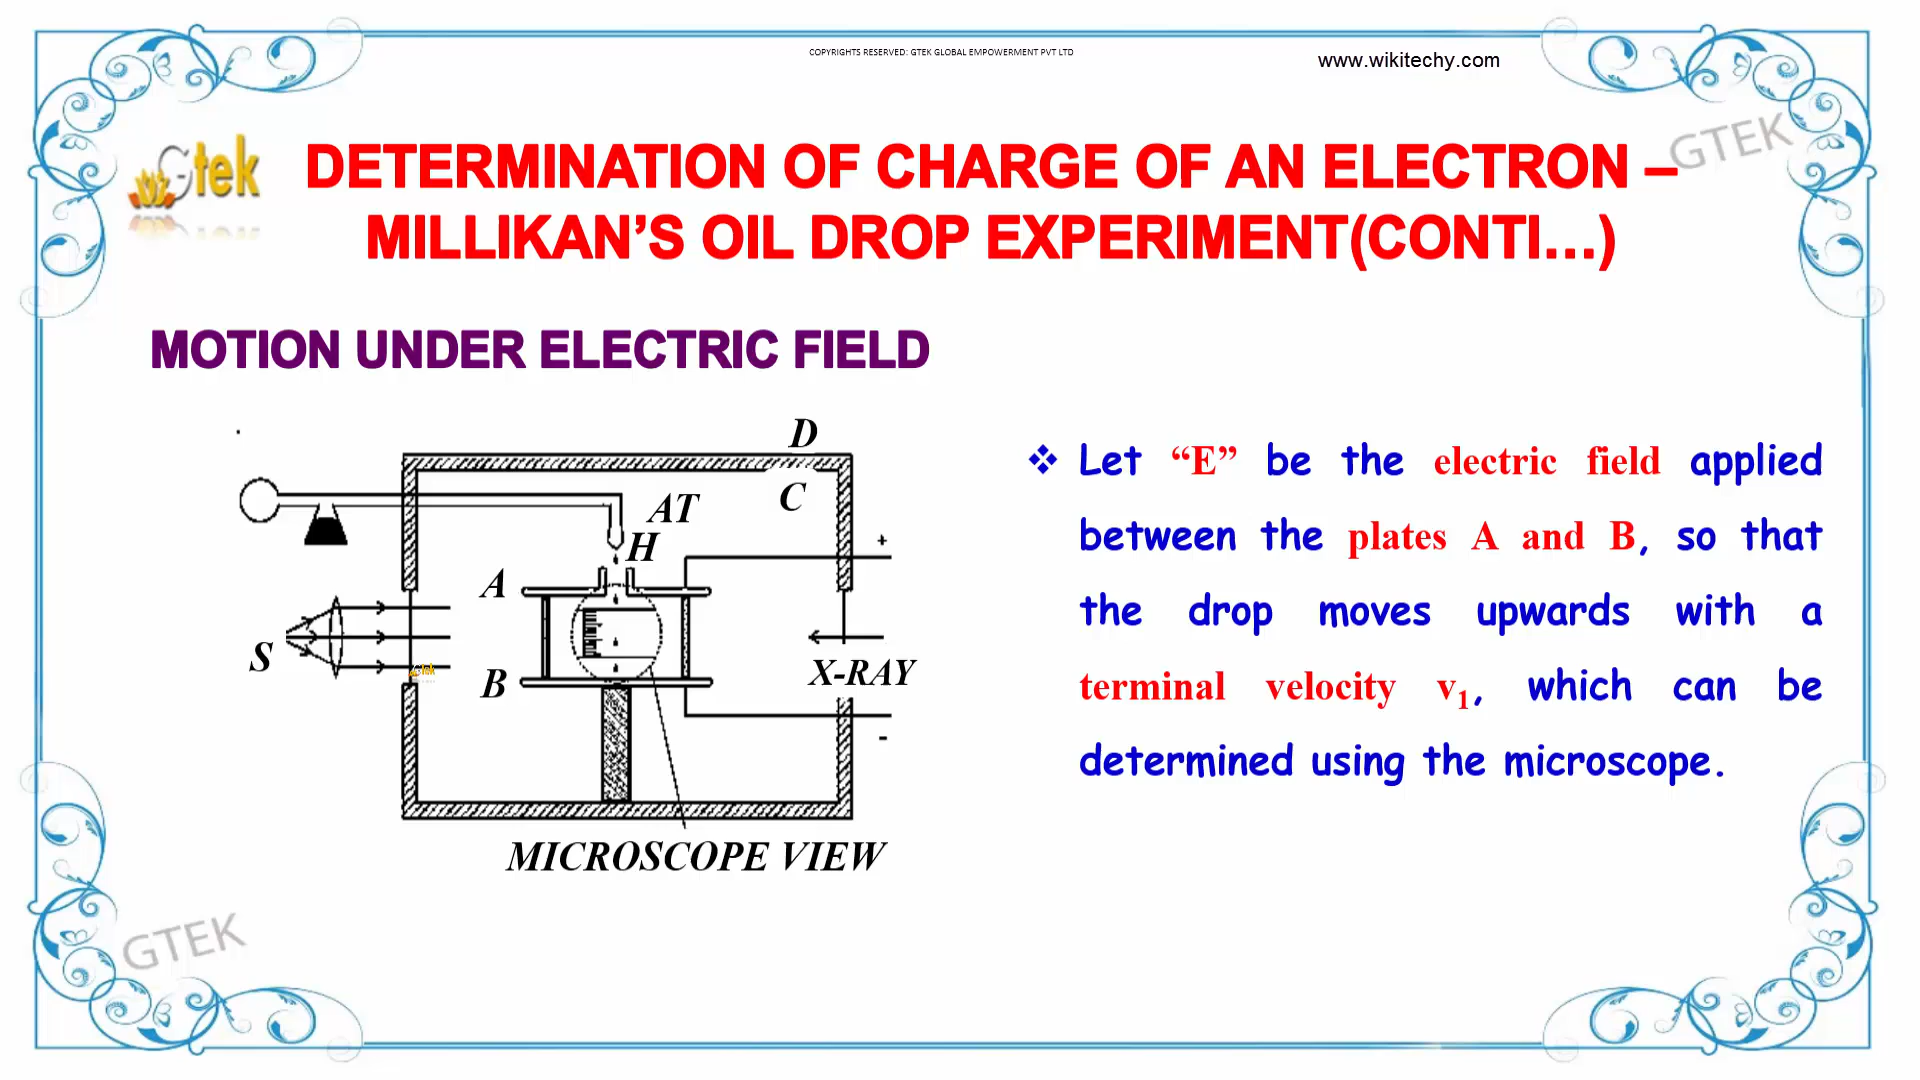 COPYRIGHTS RESERVED: GTEK GLOBAL EMPOWERMENT PVT LTD
www.wikitechy.com
GTEK
Gtek
DETERMINATION OF CHARGE OF AN ELECTRON –
MILLIKAN’S OIL DROP EXPERIMENT(CONTI...)
MOTION UNDER ELECTRIC FIELD
D
C
AT
H
+
A
S
B
Gtek
X-RAY
-
MICROSCOPE VIEW
❖ Let “E” be the electric field applied
between the plates A and B, so that
the drop moves upwards with a
terminal velocity v₁, which can be
determined using the microscope.
GTEK